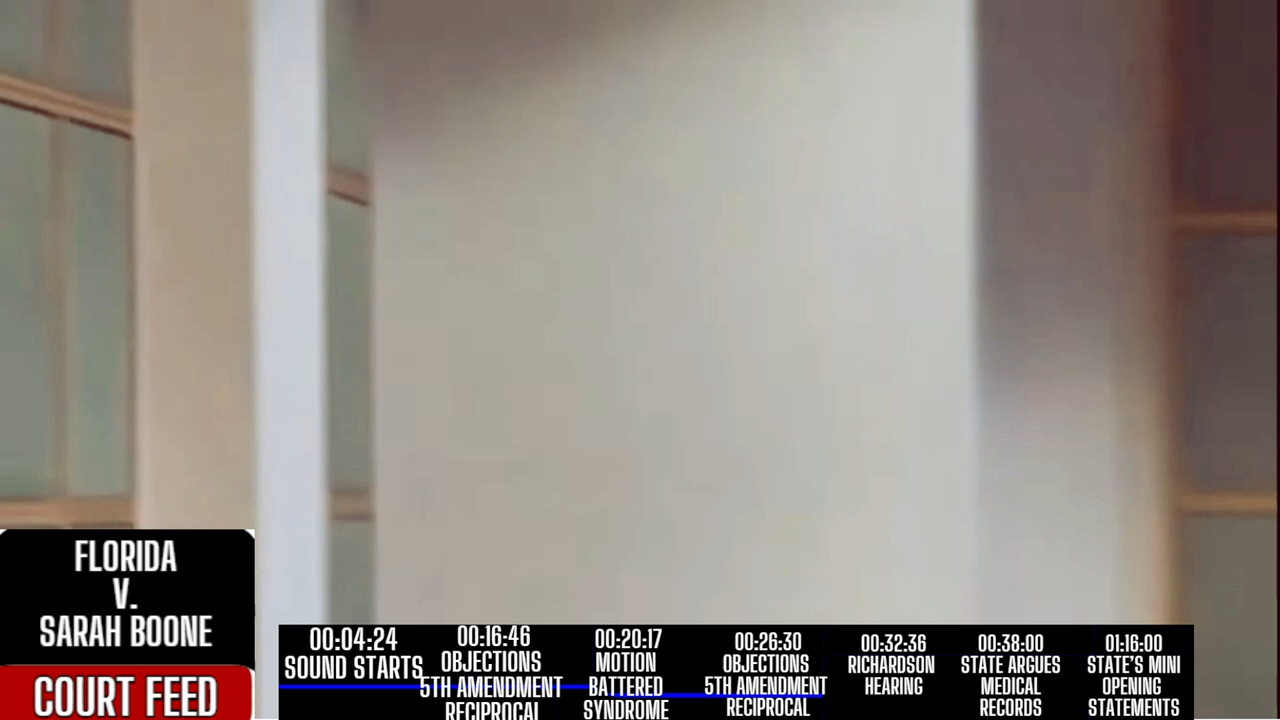 FLORIDA
V.
SARAH BOONE
COURT FEED
00:04:24
SOUND STARTS
00:16:46
OBJECTIONS
5TH AMENDMENT
RECIPROCAL
00:20:17
MOTION
BATTERED
SYNDROME
00:26:30
OBJECTIONS
5TH AMENDMENT
RECIPROCAL
00:32:36
RICHARDSON
HEARING
00:38:00
STATE ARGUES
MEDICAL
RECORDS
01:16:00
STATE'S MINI
OPENING
STATEMENTS